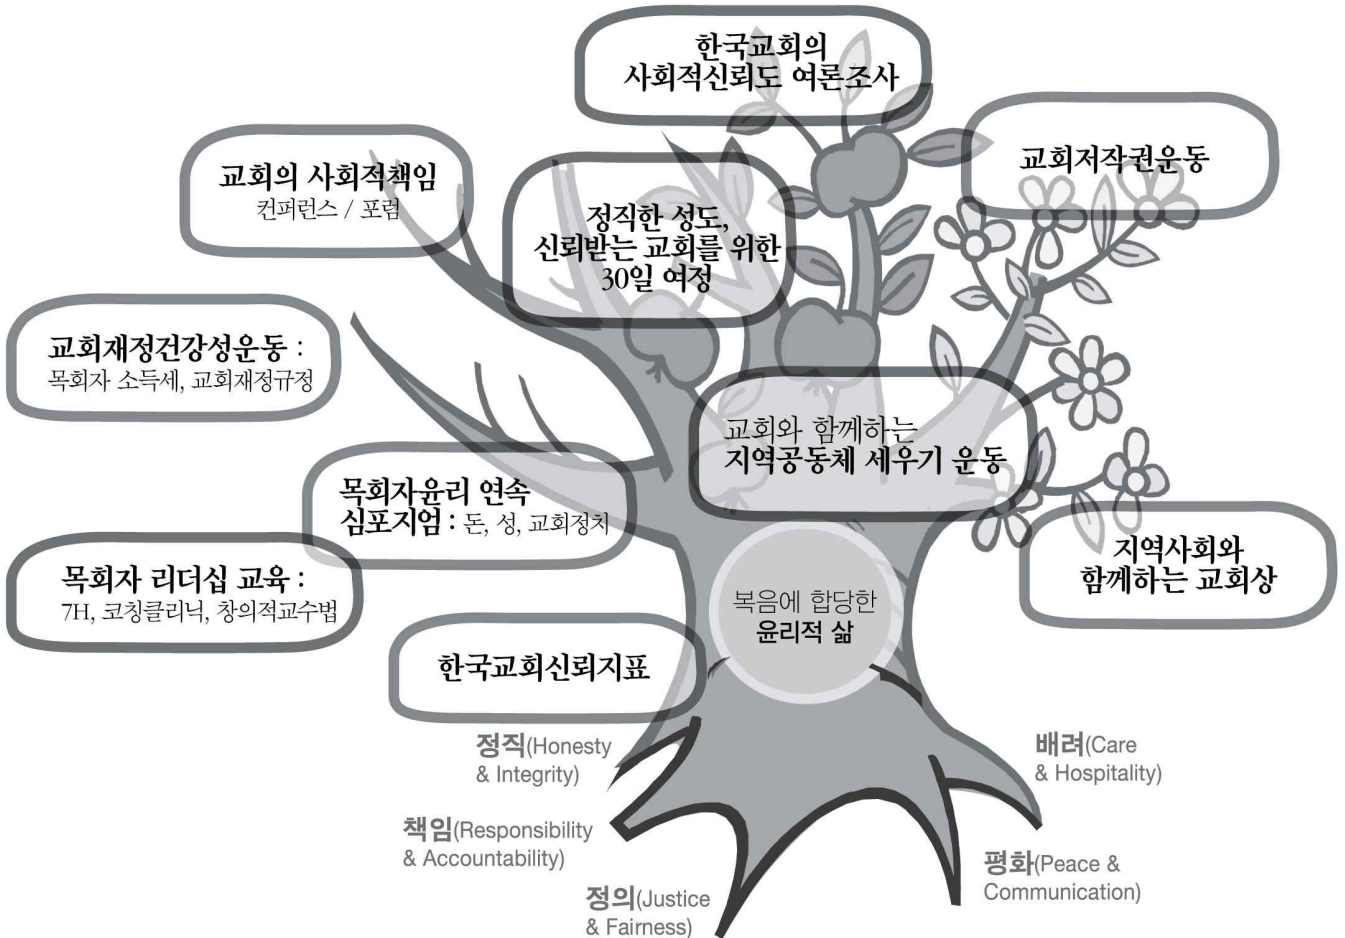 한국교회의
사회적신뢰도 여론조사
교회저작권운동
교회의 사회적책임
컨퍼런스 / 포럼
정직한 성도,
신뢰받는 교회를 위한
30일 여정
교회재정건강성운동 :
목회자 소득세, 교회재정규정
교회와 함께하는
지역공동체 세우기 운동
목회자윤리 연속
심포지엄 : 돈, 성, 교회정치
지역사회와
함께하는 교회상
목회자 리더십 교육 :
7H, 코칭클리닉, 창의적교수법
복음에 합당한
윤리적 삶
한국교회신뢰지표
정직(Honesty
& Integrity)
배려(Care
& Hospitality)
책임(Responsibility
& Accountability)
평화(Peace &
Communication)
정의(Justice
& Fairness)